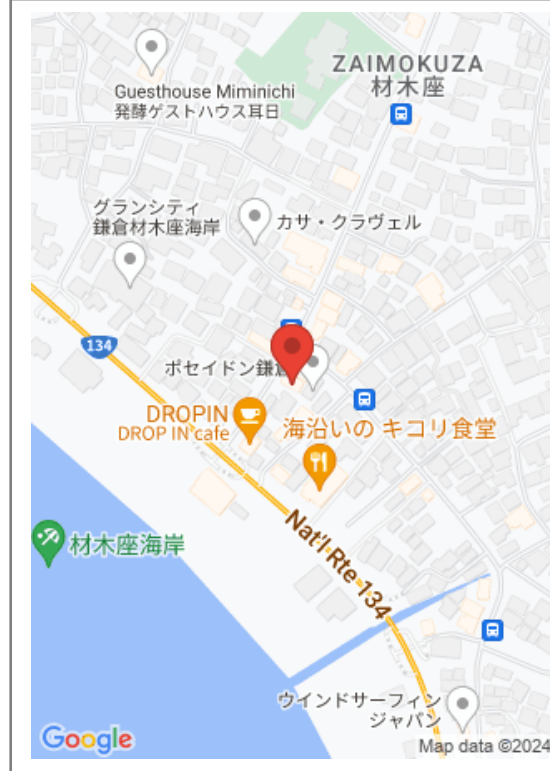 ZAIMOKUZA
材木座
Guesthouse Miminichi
発酵ゲストハウス耳日
グランシティ
鎌倉材木座海岸
カサ・クラヴェル
134
ポセイドン鎌倉
DROPIN
DROP IN cafe
海沿いの キコリ食堂
材木座海岸
Nat'l Rte 134
ウインドサーフィン
ジャパン
Google
Map data ©2024